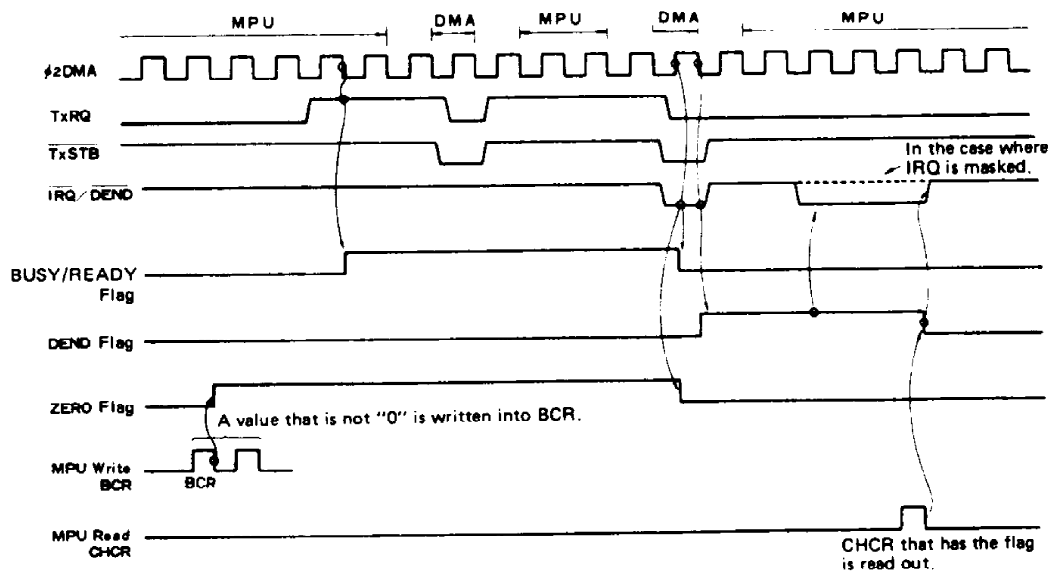 MPU DMA MPU DMA MPU
ϕ2DMA
TxRQ
TxSTB
In the case where
IRQ is masked.
IRQ/DEND
BUSY/READY
Flag
DEND Flag
ZERO Flag
A value that is not "0" is written into BCR.
MPU Write
BCR
BCR
MPU Read
CHCR
CHCR that has the flag
is read out.